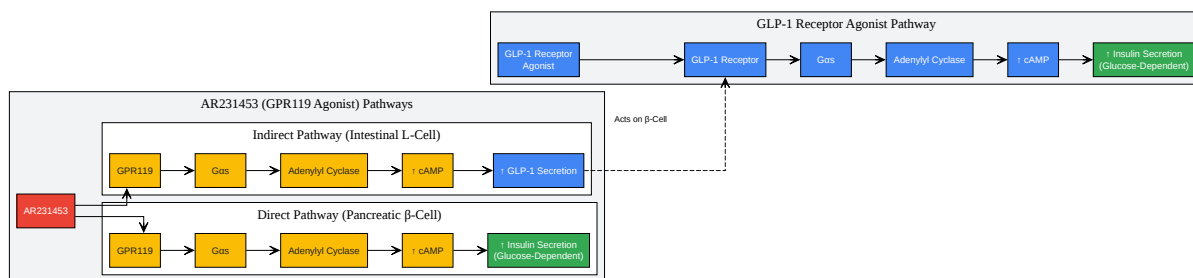 GLP-1 Receptor Agonist Pathway
GLP-1 Receptor
Agonist
GLP-1 Receptor
Gαs
Adenylyl Cyclase
↑ cAMP
↑ Insulin Secretion
(Glucose-Dependent)
AR231453 (GPR119 Agonist) Pathways
Acts on β-Cell
Indirect Pathway (Intestinal L-Cell)
GPR119
Gαs
Adenylyl Cyclase
↑ cAMP
↑ GLP-1 Secretion
AR231453
Direct Pathway (Pancreatic β-Cell)
GPR119
Gαs
Adenylyl Cyclase
↑ cAMP
↑ Insulin Secretion
(Glucose-Dependent)